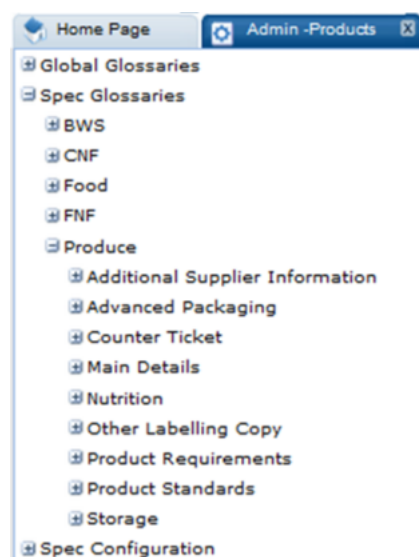 Home Page
Admin -Products
Global Glossaries
Spec Glossaries
BWS
CNF
Food
FNF
Produce
Additional Supplier Information
Advanced Packaging
Counter Ticket
Main Details
Nutrition
Other Labelling Copy
Product Requirements
Product Standards
Storage
Spec Configuration